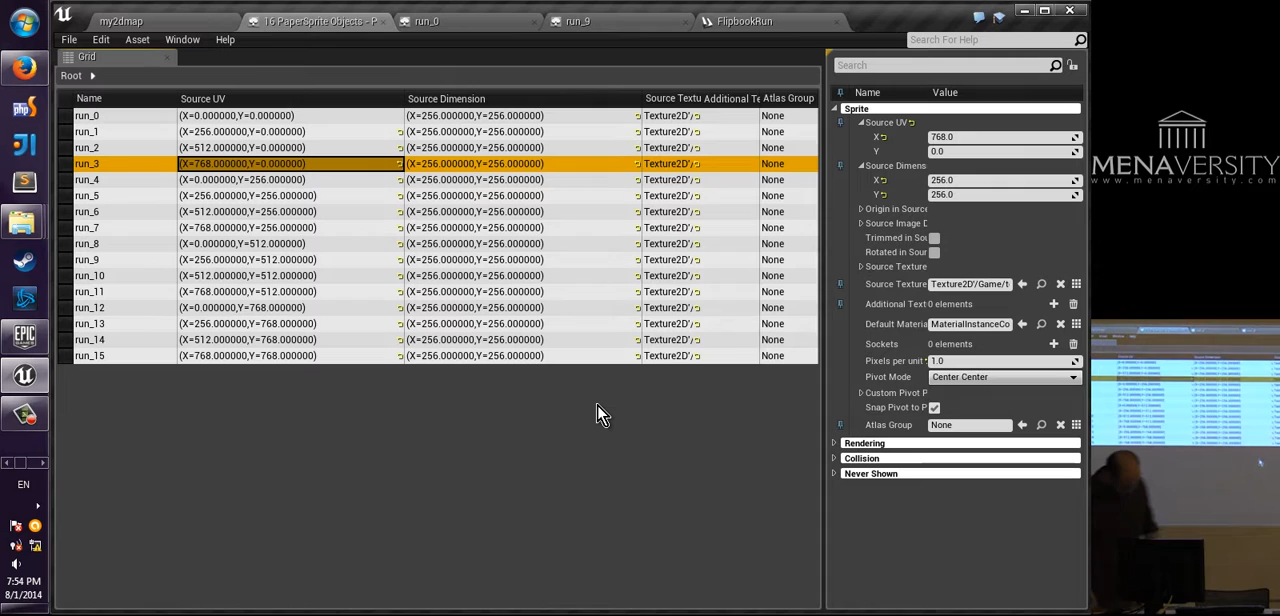 my2dmap
16 PaperSprite Objects - P
run_0
run_9
FlipbookRun
File Edit Asset Window Help
Search For Help
Grid
Root
Search
Name Source UV Source Dimension Source Textu Additional Te Atlas Group
run_0 (X=0.000000,Y=0.000000) (X=256.000000,Y=256.000000) Texture2D'/ None
run_1 (X=256.000000,Y=0.000000) (X=256.000000,Y=256.000000) Texture2D'/ None
run_2 (X=512.000000,Y=0.000000) (X=256.000000,Y=256.000000) Texture2D'/ None
run_3 (X=768.000000,Y=0.000000) (X=256.000000,Y=256.000000) Texture2D'/ None
run_4 (X=0.000000,Y=256.000000) (X=256.000000,Y=256.000000) Texture2D'/ None
run_5 (X=256.000000,Y=256.000000) (X=256.000000,Y=256.000000) Texture2D'/ None
run_6 (X=512.000000,Y=256.000000) (X=256.000000,Y=256.000000) Texture2D'/ None
run_7 (X=768.000000,Y=256.000000) (X=256.000000,Y=256.000000) Texture2D'/ None
run_8 (X=0.000000,Y=512.000000) (X=256.000000,Y=256.000000) Texture2D'/ None
run_9 (X=256.000000,Y=512.000000) (X=256.000000,Y=256.000000) Texture2D'/ None
run_10 (X=512.000000,Y=512.000000) (X=256.000000,Y=256.000000) Texture2D'/ None
run_11 (X=768.000000,Y=512.000000) (X=256.000000,Y=256.000000) Texture2D'/ None
run_12 (X=0.000000,Y=768.000000) (X=256.000000,Y=256.000000) Texture2D'/ None
run_13 (X=256.000000,Y=768.000000) (X=256.000000,Y=256.000000) Texture2D'/ None
run_14 (X=512.000000,Y=768.000000) (X=256.000000,Y=256.000000) Texture2D'/ None
run_15 (X=768.000000,Y=768.000000) (X=256.000000,Y=256.000000) Texture2D'/ None
Name Value
Sprite
Source UV
X 768.0
Y 0.0
Source Dimens
X 256.0
Y 256.0
Origin in Source
Source Image D
Trimmed in Sou
Rotated in Sour
Source Texture
Source Texture Texture2D'/Game/t
Additional Text 0 elements
Default Materia MaterialInstanceCo
Sockets 0 elements
Pixels per unit 1.0
Pivot Mode Center Center
Custom Pivot P
Snap Pivot to P
Atlas Group None
Rendering
Collision
Never Shown
MENAVERSITY
www.menaversity.com
php
S
EPIC
GAMES
EN
7:54 PM
8/1/2014